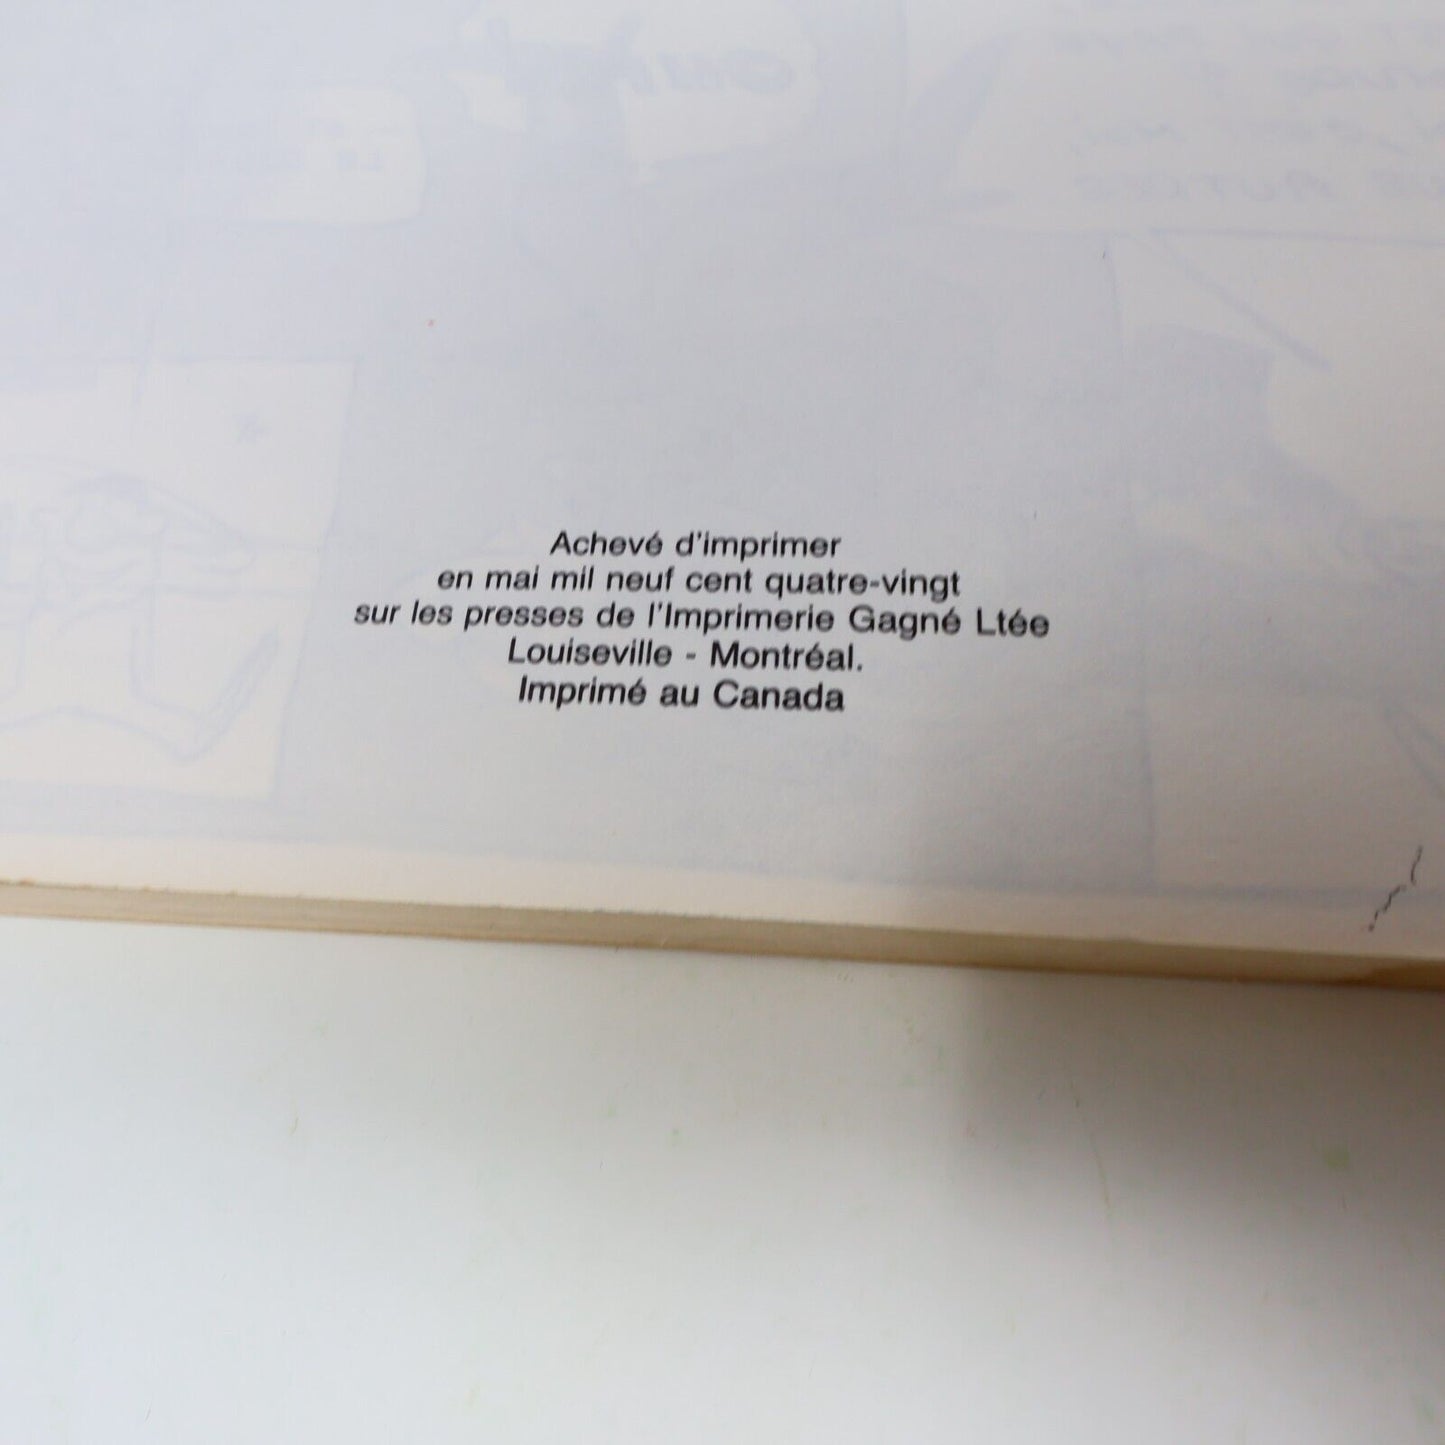 Achevé d'imprimer
en mai mil neuf cent quatre-vingt
sur les presses de l'Imprimerie Gagné Ltée
Louiseville - Montréal.
Imprimé au Canada